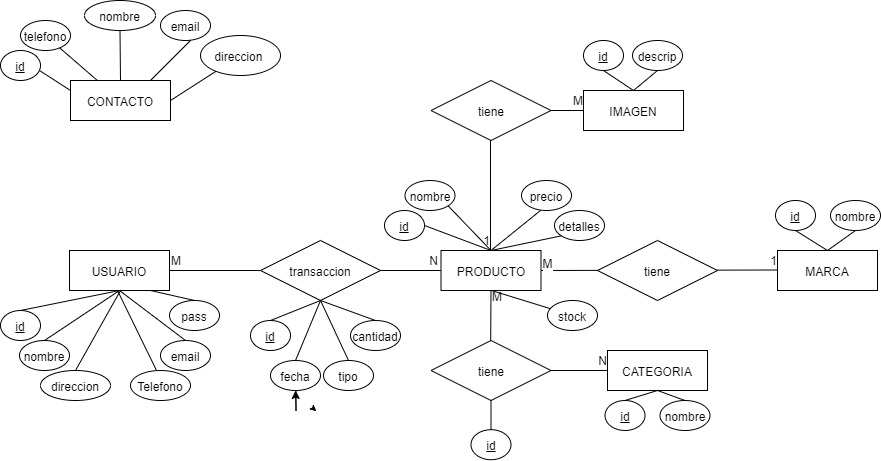 nombre
telefono
email
id
direccion
CONTACTO
id
descrip
tiene
M
IMAGEN
nombre
precio
id
detalles
1
id
nombre
USUARIO
M
transaccion
N
PRODUCTO
M
tiene
1
MARCA
M
stock
id
pass
nombre
email
direccion
Telefono
id
cantidad
fecha
tipo
tiene
N
CATEGORIA
id
nombre
id